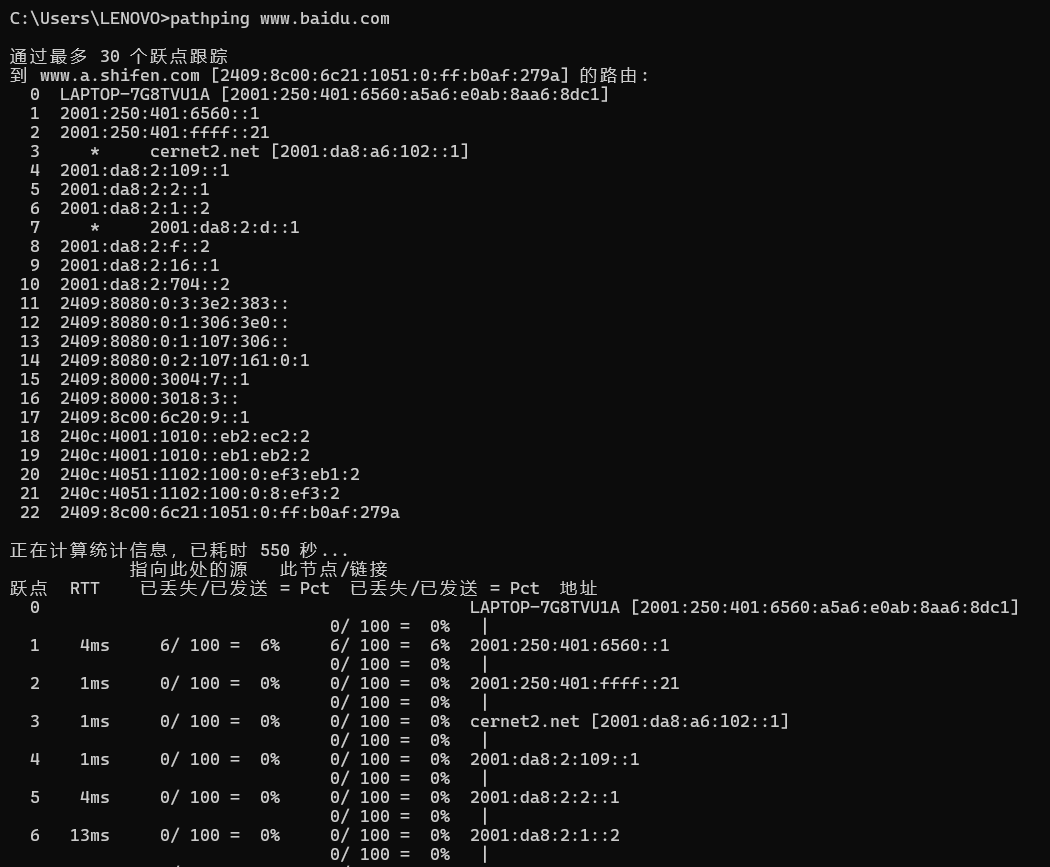 C:\Users\LENOVO>pathping www.baidu.com
通过最多 30 个跃点跟踪
到 www.a.shifen.com [2409:8c00:6c21:1051:0:ff:b0af:279a] 的路由:
0 LAPTOP-7G8TVU1A [2001:250:401:6560:a5a6:e0ab:8aa6:8dc1]
1 2001:250:401:6560::1
2 2001:250:401:ffff::21
3 * cernet2.net [2001:da8:a6:102::1]
4 2001:da8:2:109::1
5 2001:da8:2:2::1
6 2001:da8:2:1::2
7 * 2001:da8:2:d::1
8 2001:da8:2:f::2
9 2001:da8:2:16::1
10 2001:da8:2:704::2
11 2409:8080:0:3:3e2:383::
12 2409:8080:0:1:306:3e0::
13 2409:8080:0:1:107:306::
14 2409:8080:0:2:107:161:0:1
15 2409:8000:3004:7::1
16 2409:8000:3018:3::
17 2409:8c00:6c20:9::1
18 240c:4001:1010::eb2:ec2:2
19 240c:4001:1010::eb1:eb2:2
20 240c:4051:1102:100:0:ef3:eb1:2
21 240c:4051:1102:100:0:8:ef3:2
22 2409:8c00:6c21:1051:0:ff:b0af:279a
正在计算统计信息，已耗时 550 秒...
指向此处的源 此节点/链接
跃点 RTT 已丢失/已发送 = Pct 已丢失/已发送 = Pct 地址
0 LAPTOP-7G8TVU1A [2001:250:401:6560:a5a6:e0ab:8aa6:8dc1]
0/ 100 = 0% |
1 4ms 6/ 100 = 6% 6/ 100 = 6% 2001:250:401:6560::1
0/ 100 = 0% |
2 1ms 0/ 100 = 0% 0/ 100 = 0% 2001:250:401:ffff::21
0/ 100 = 0% |
3 1ms 0/ 100 = 0% 0/ 100 = 0% cernet2.net [2001:da8:a6:102::1]
0/ 100 = 0% |
4 1ms 0/ 100 = 0% 0/ 100 = 0% 2001:da8:2:109::1
0/ 100 = 0% |
5 4ms 0/ 100 = 0% 0/ 100 = 0% 2001:da8:2:2::1
0/ 100 = 0% |
6 13ms 0/ 100 = 0% 0/ 100 = 0% 2001:da8:2:1::2
0/ 100 = 0% |